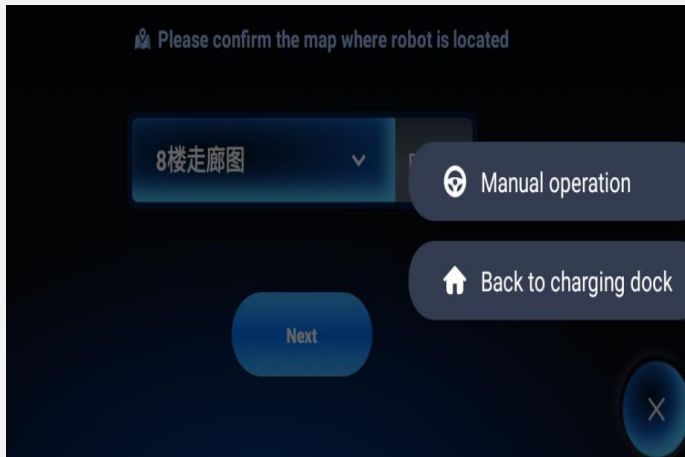 Please confirm the map where robot is located
8楼走廊图
Manual operation
Back to charging dock
Next